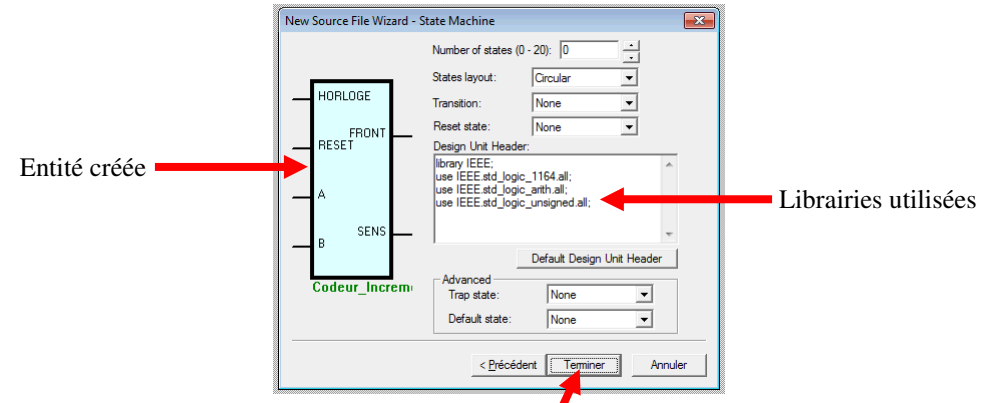 New Source File Wizard - State Machine
Number of states (0 - 20): 0
States layout: Circular
Transition: None
Reset state: None
Design Unit Header:
library IEEE;
use IEEE.std_logic_1164.all;
use IEEE.std_logic_arith.all;
use IEEE.std_logic_unsigned.all;
Default Design Unit Header
Advanced
Trap state: None
Default state: None
< Précédent Terminer Annuler
HORLOGE
FRONT
RESET
A
SENS
B
Codeur_Increm
Entité créée
Librairies utilisées